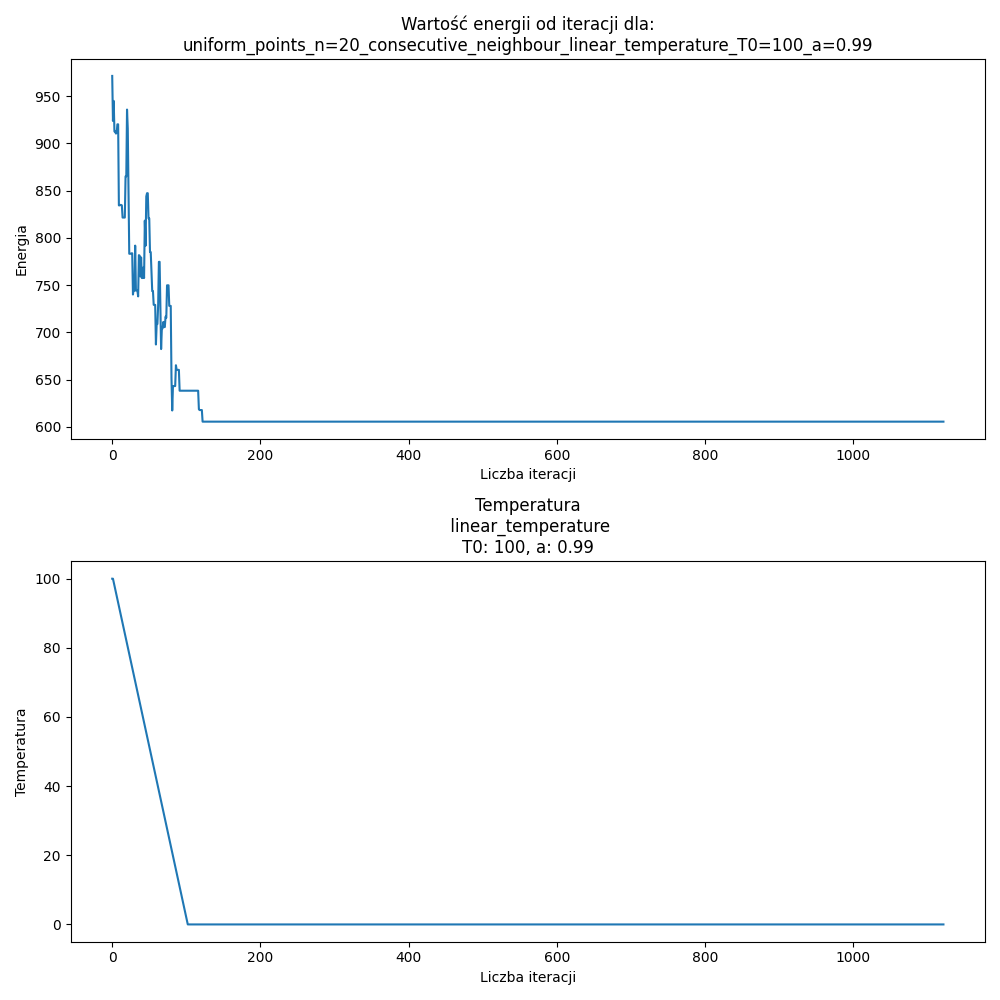 Wartość energii od iteracji dla:
uniform_points_n=20_consecutive_neighbour_linear_temperature_T0=100_a=0.99
950
900
850
800
750
700
650
600
Energia
0 200 400 600 800 1000
Liczba iteracji
Temperatura
linear_temperature
T0: 100, a: 0.99
100
80
60
40
20
0
Temperatura
0 200 400 600 800 1000
Liczba iteracji